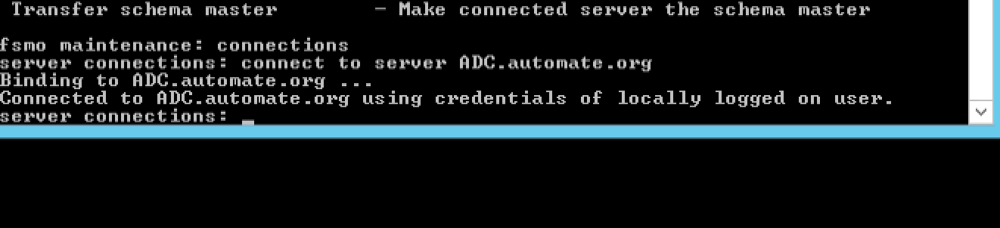 Transfer schema master - Make connected server the schema master
fsmo maintenance: connections
server connections: connect to server ADC.automate.org
Binding to ADC.automate.org ...
Connected to ADC.automate.org using credentials of locally logged on user.
server connections: _